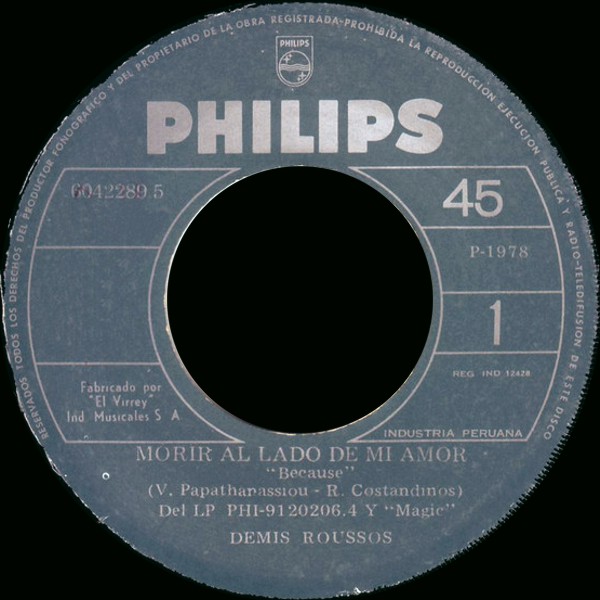 RESERVADOS TODOS LOS DERECHOS DEL PRODUCTOR FONOGRAFICO Y DEL PROPIETARIO DE LA OBRA REGISTRADA-PROHIBIDA LA REPRODUCCION EJECUCION PUBLICA Y RADIO-TELEDIFUSION DE ESTE DISCO
PHILIPS
PHILIPS
6042289.5
45
P-1978
1
REG IND 12428
Fabricado por
"El Virrey"
Ind Musicales S A
INDUSTRIA PERUANA
MORIR AL LADO DE MI AMOR
"Because"
(V. Papathanassiou - R. Costandinos)
Del LP PHI-9120206.4 Y "Magic"
DEMIS ROUSSOS